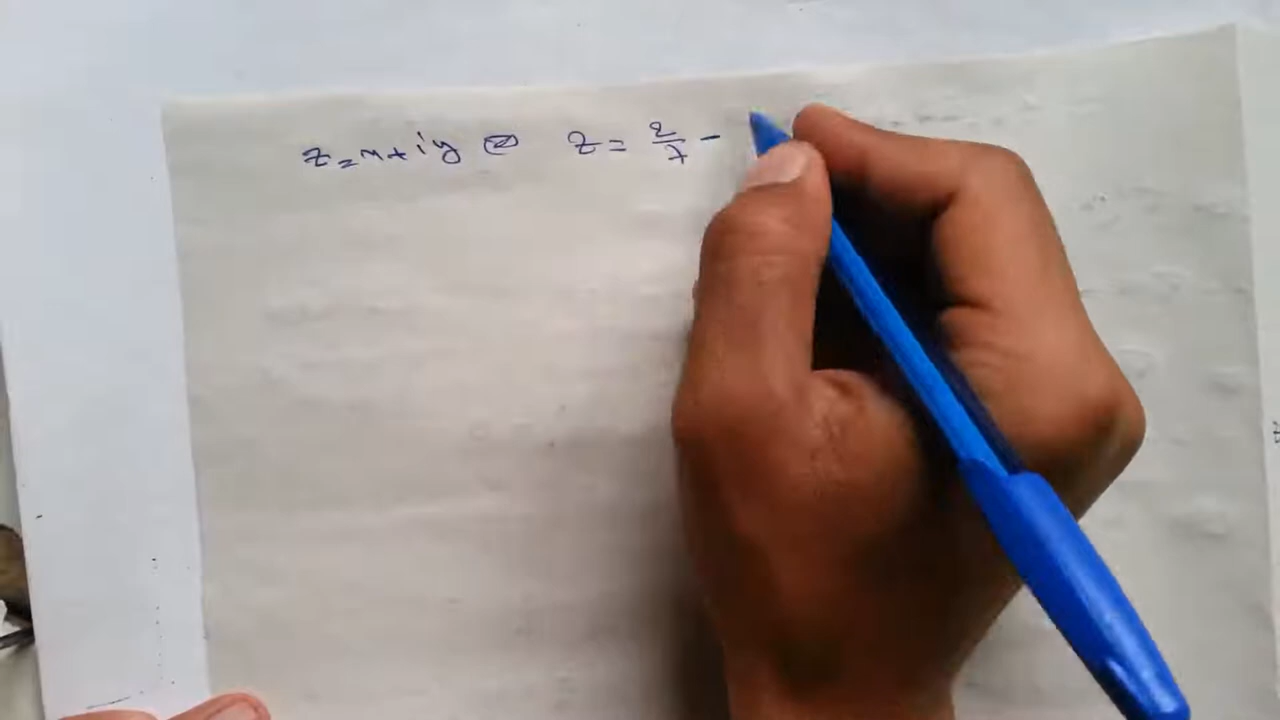 z = x + iy z = 2/7 -